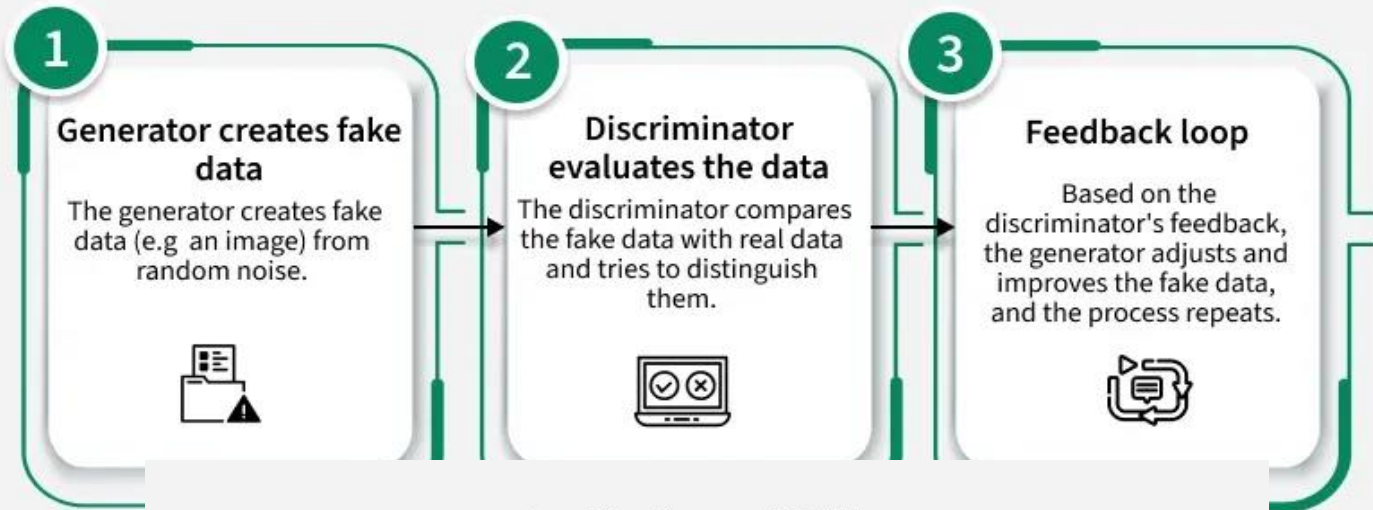 1
Generator creates fake
data
The generator creates fake
data (e.g an image) from
random noise.
2
Discriminator
evaluates the data
The discriminator compares
the fake data with real data
and tries to distinguish
them.
3
Feedback loop
Based on the
discriminator's feedback,
the generator adjusts and
improves the fake data,
and the process repeats.